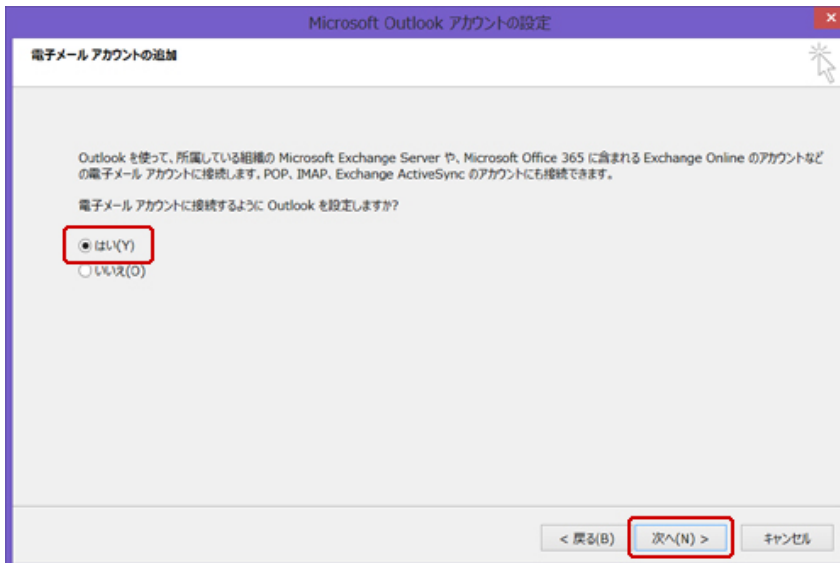 Microsoft Outlook アカウントの設定
電子メール アカウントの追加
Outlook を使って、所属している組織の Microsoft Exchange Server や、Microsoft Office 365 に含まれる Exchange Online のアカウントなど
の電子メール アカウントに接続します。POP、IMAP、Exchange ActiveSync のアカウントにも接続できます。
電子メール アカウントに接続するように Outlook を設定しますか?
はい(Y)
いいえ(O)
< 戻る(B) 次へ(N) > キャンセル